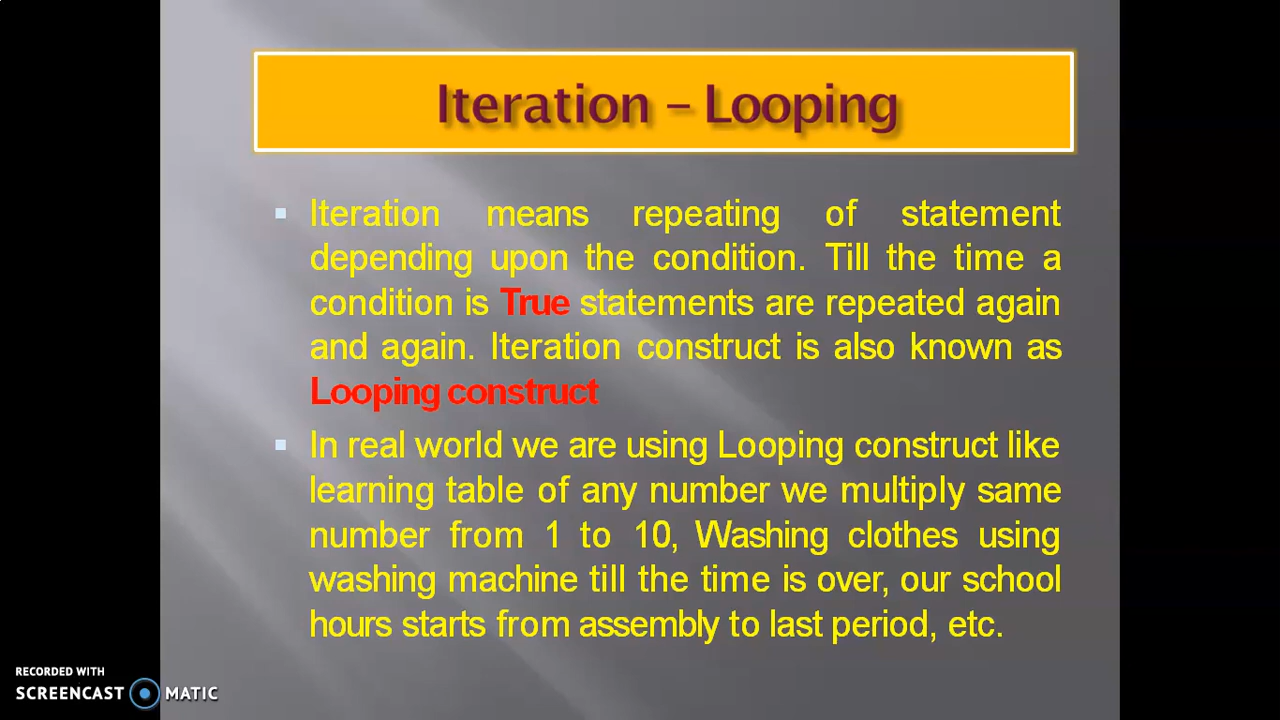 Iteration – Looping
Iteration means repeating of statement
depending upon the condition. Till the time a
condition is True statements are repeated again
and again. Iteration construct is also known as
Looping construct
In real world we are using Looping construct like
learning table of any number we multiply same
number from 1 to 10, Washing clothes using
washing machine till the time is over, our school
hours starts from assembly to last period, etc.
RECORDED WITH
SCREENCAST MATIC